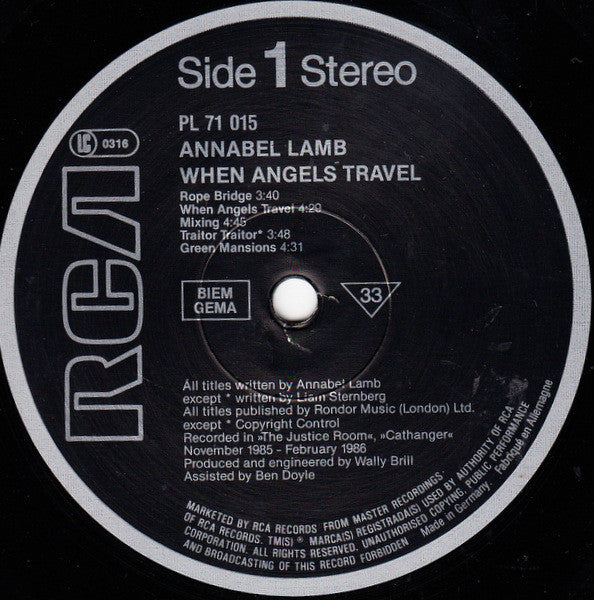 Side 1 Stereo
PL 71 015
LC 0316
ANNABEL LAMB
WHEN ANGELS TRAVEL
Rope Bridge 3:40
When Angels Travel 4:20
Mixing 4:45
Traitor Traitor* 3:48
Green Mansions 4:31
RCA
BIEM
GEMA
33
All titles written by Annabel Lamb
except * written by Liam Sternberg
All titles published by Rondor Music (London) Ltd.
except * Copyright Control
Recorded in »The Justice Room«, »Cathanger«
November 1985 - February 1986
Produced and engineered by Wally Brill
Assisted by Ben Doyle
MARKETED BY RCA RECORDS FROM MASTER RECORDINGS·
OF RCA RECORDS. TM(S)® MARCA(S) REGISTRADA(S) USED BY AUTHORITY OF RCA
CORPORATION. ALL RIGHTS RESERVED. UNAUTHORISED COPYING, PUBLIC PERFORMANCE
AND BROADCASTING OF THIS RECORD FORBIDDEN Made in Germany. Fabriqué en Allemagne